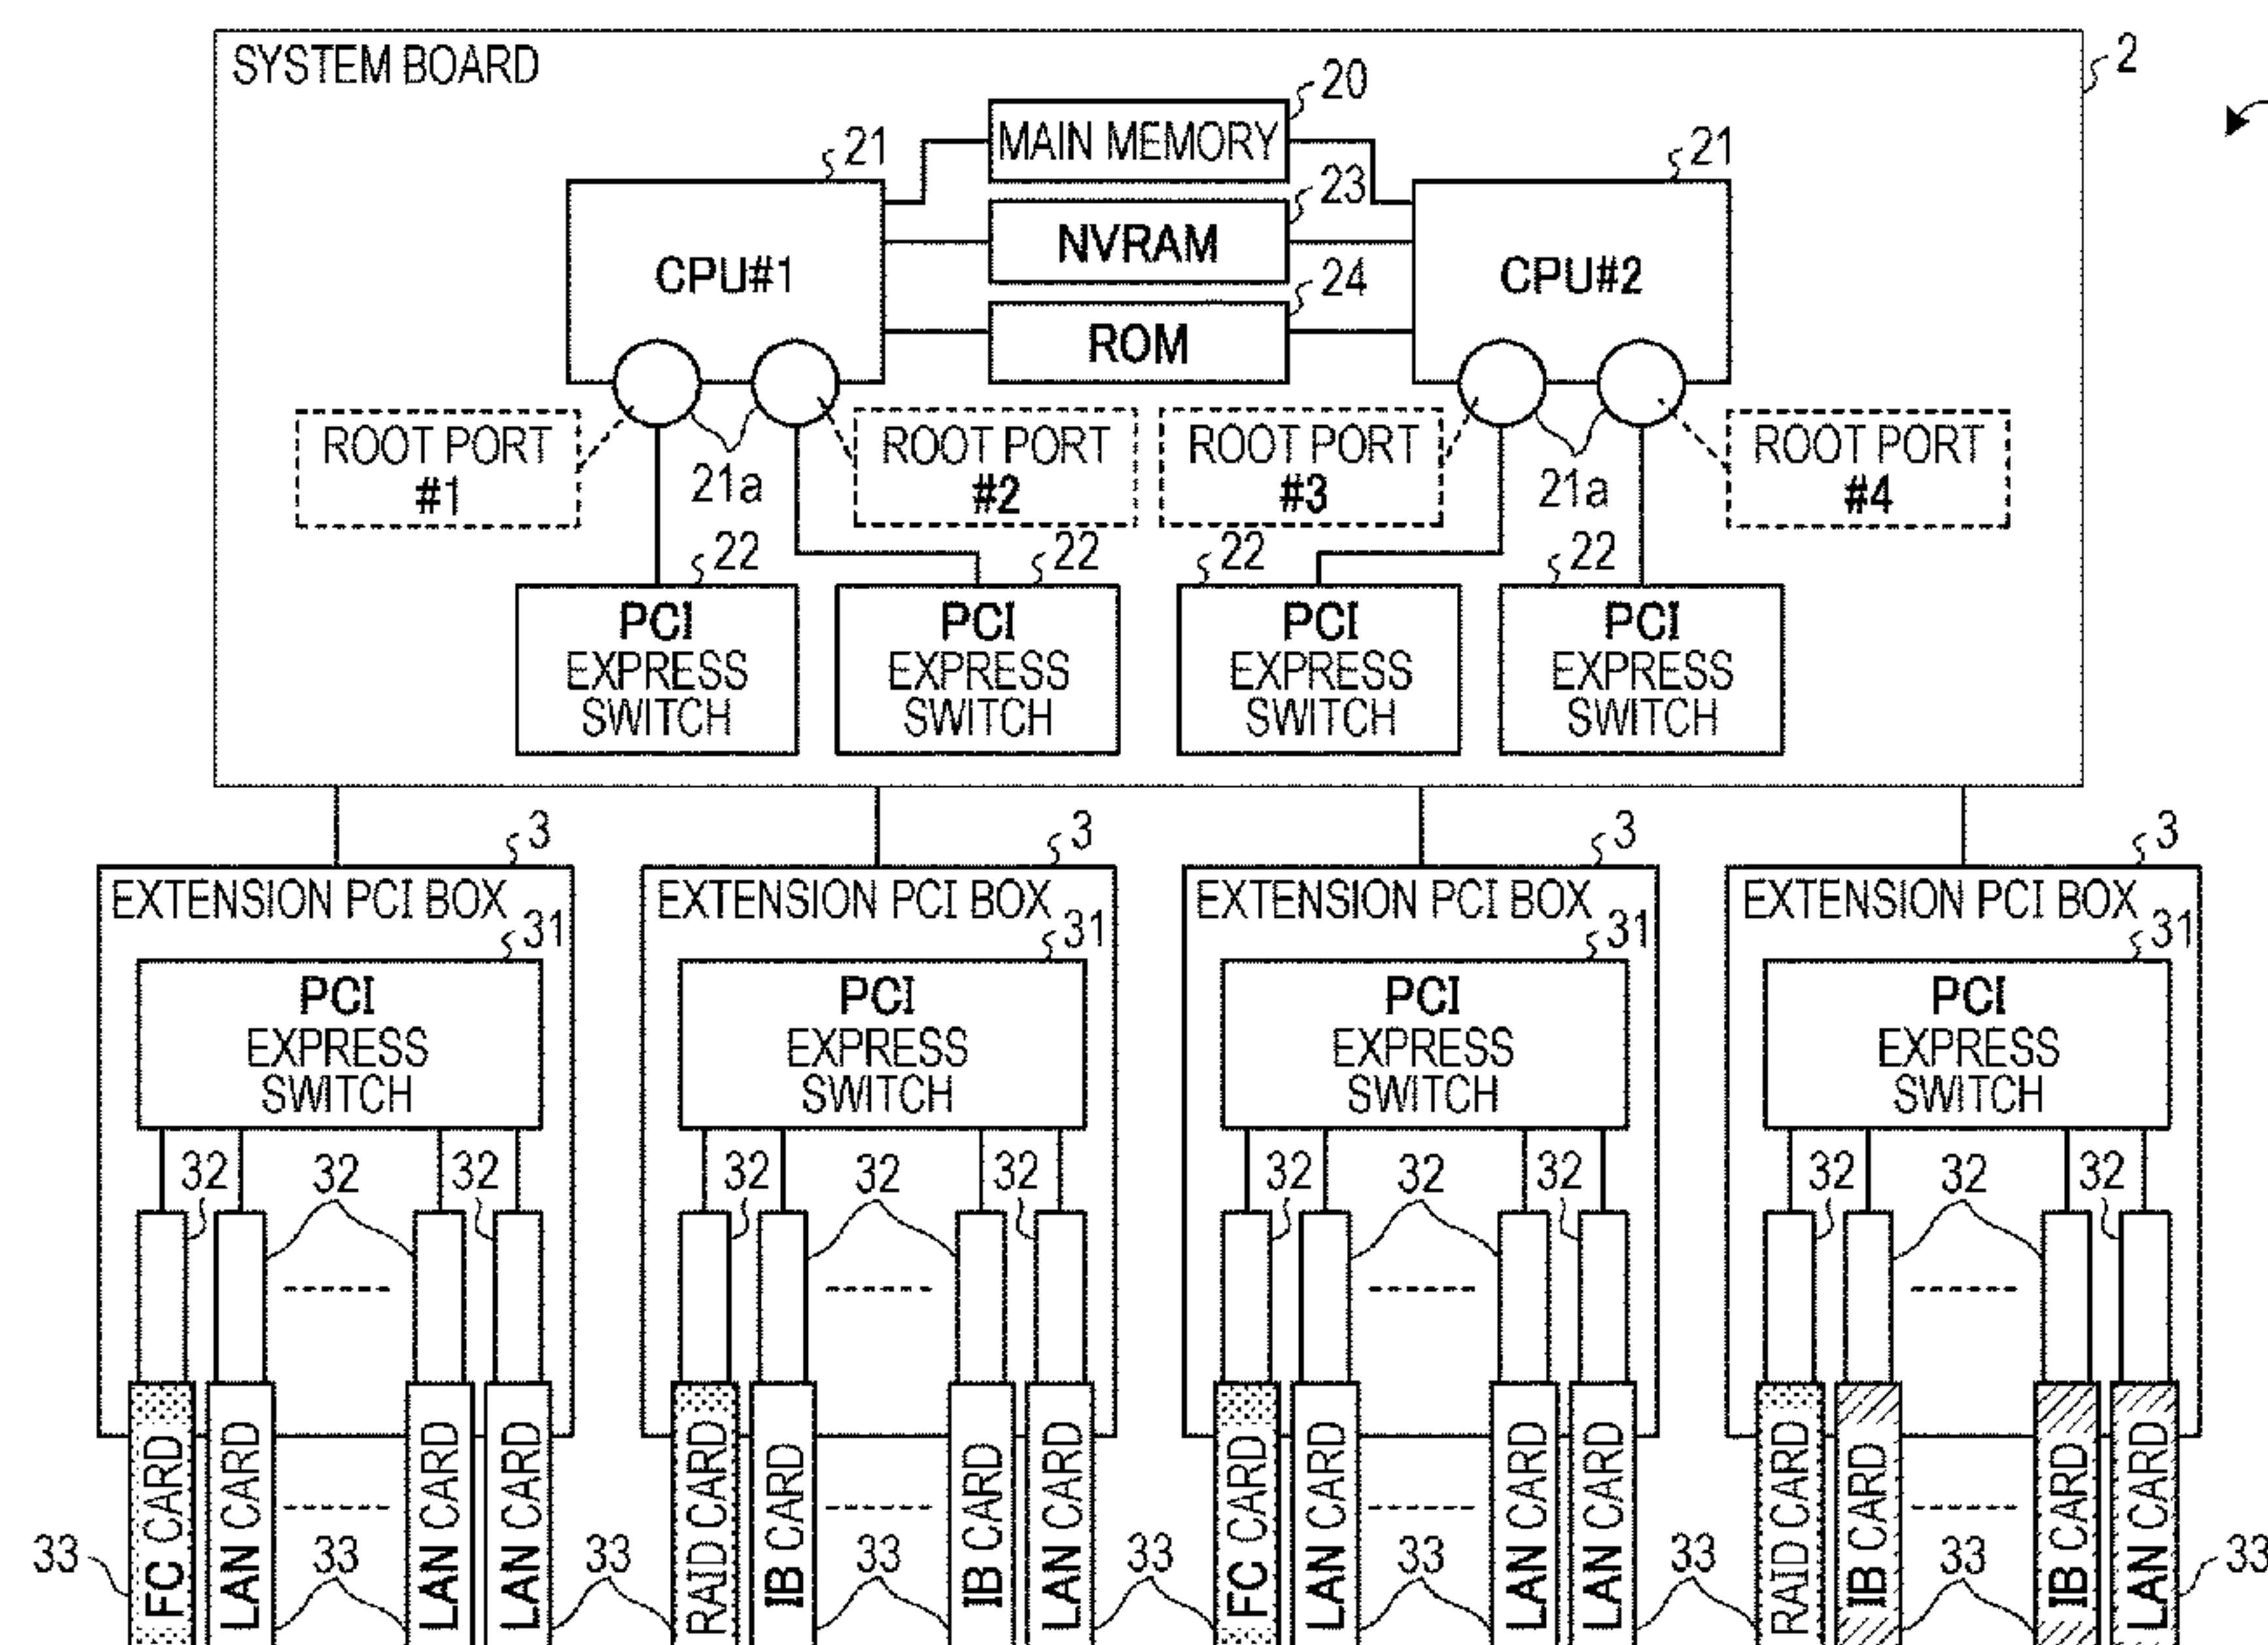 SYSTEM BOARD
2
20
MAIN MEMORY
21
21
23
NVRAM
CPU#1
CPU#2
24
ROM
ROOT PORT
#1
21a
ROOT PORT
#2
ROOT PORT
#3
21a
ROOT PORT
#4
22
22
22
22
PCI
EXPRESS
SWITCH
PCI
EXPRESS
SWITCH
PCI
EXPRESS
SWITCH
PCI
EXPRESS
SWITCH
3
3
3
3
EXTENSION PCI BOX
EXTENSION PCI BOX
EXTENSION PCI BOX
EXTENSION PCI BOX
31
31
31
31
PCI
EXPRESS
SWITCH
PCI
EXPRESS
SWITCH
PCI
EXPRESS
SWITCH
PCI
EXPRESS
SWITCH
32
32
32
32
32
32
32
32
32
32
32
32
FC CARD
LAN CARD
LAN CARD
LAN CARD
RAID CARD
IB CARD
IB CARD
LAN CARD
FC CARD
LAN CARD
LAN CARD
LAN CARD
RAID CARD
IB CARD
IB CARD
LAN CARD
33
33
33
33
33
33
33
33
33